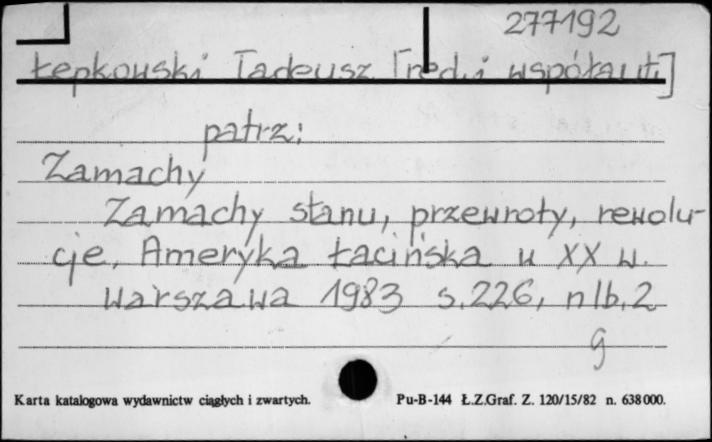 277192
Łepkowski Tadeusz [red. i współaut.]
patrz:
Zamachy
Zamachy stanu, przewroty, rewolu-
cje. Ameryka Łacińska w XX w.
Warszawa 1983 s. 226, nlb. 2
g
Karta katalogowa wydawnictw ciągłych i zwartych. Pu-B-144 Ł.Z.Graf. Z. 120/15/82 n. 638000.